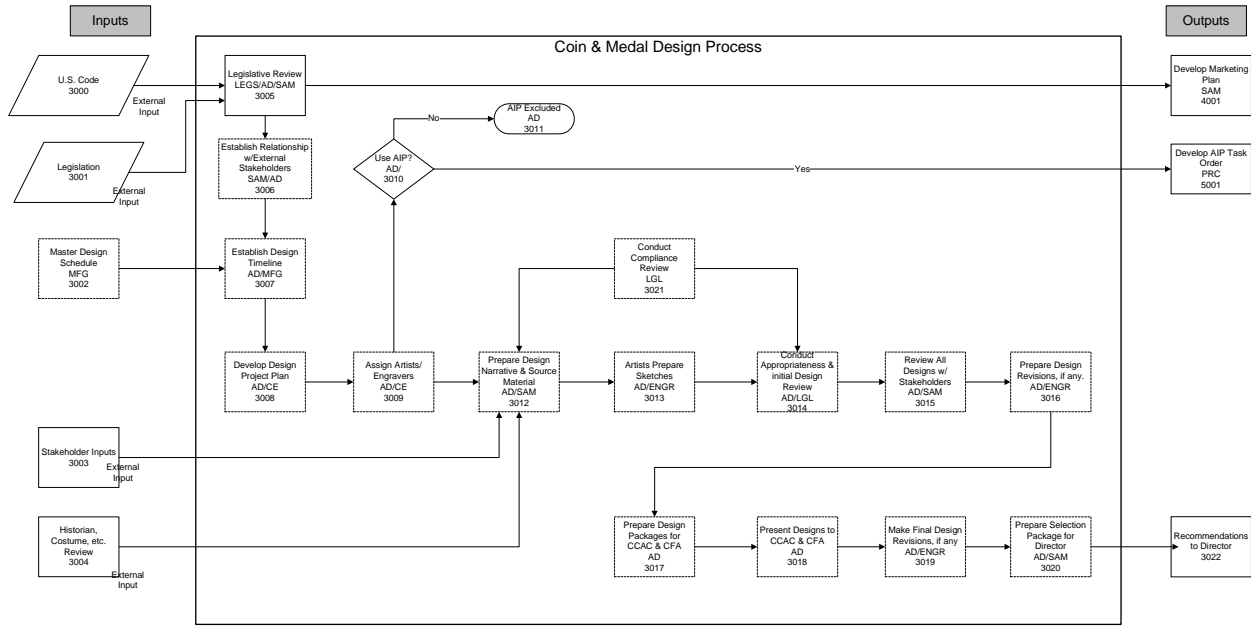 Inputs
Outputs
Coin & Medal Design Process
U.S. Code
3000
External
Input
Legislative Review
LEGS/AD/SAM
3005
Develop Marketing
Plan
SAM
4001
No
AIP Excluded
AD
3011
Legislation
3001
External
Input
Establish Relationship
w/External
Stakeholders
SAM/AD
3006
Use AIP?
AD/
3010
Yes
Develop AIP Task
Order
PRC
5001
Master Design
Schedule
MFG
3002
Establish Design
Timeline
AD/MFG
3007
Conduct
Compliance
Review
LGL
3021
Develop Design
Project Plan
AD/CE
3008
Assign Artists/
Engravers
AD/CE
3009
Prepare Design
Narrative & Source
Material
AD/SAM
3012
Artists Prepare
Sketches
AD/ENGR
3013
Conduct
Appropriateness &
initial Design
Review
AD/LGL
3014
Review All
Designs w/
Stakeholders
AD/SAM
3015
Prepare Design
Revisions, if any.
AD/ENGR
3016
Stakeholder Inputs
3003
External
Input
Historian,
Costume, etc.
Review
3004
External
Input
Prepare Design
Packages for
CCAC & CFA
AD
3017
Present Designs to
CCAC & CFA
AD
3018
Make Final Design
Revisions, if any
AD/ENGR
3019
Prepare Selection
Package for
Director
AD/SAM
3020
Recommendations
to Director
3022